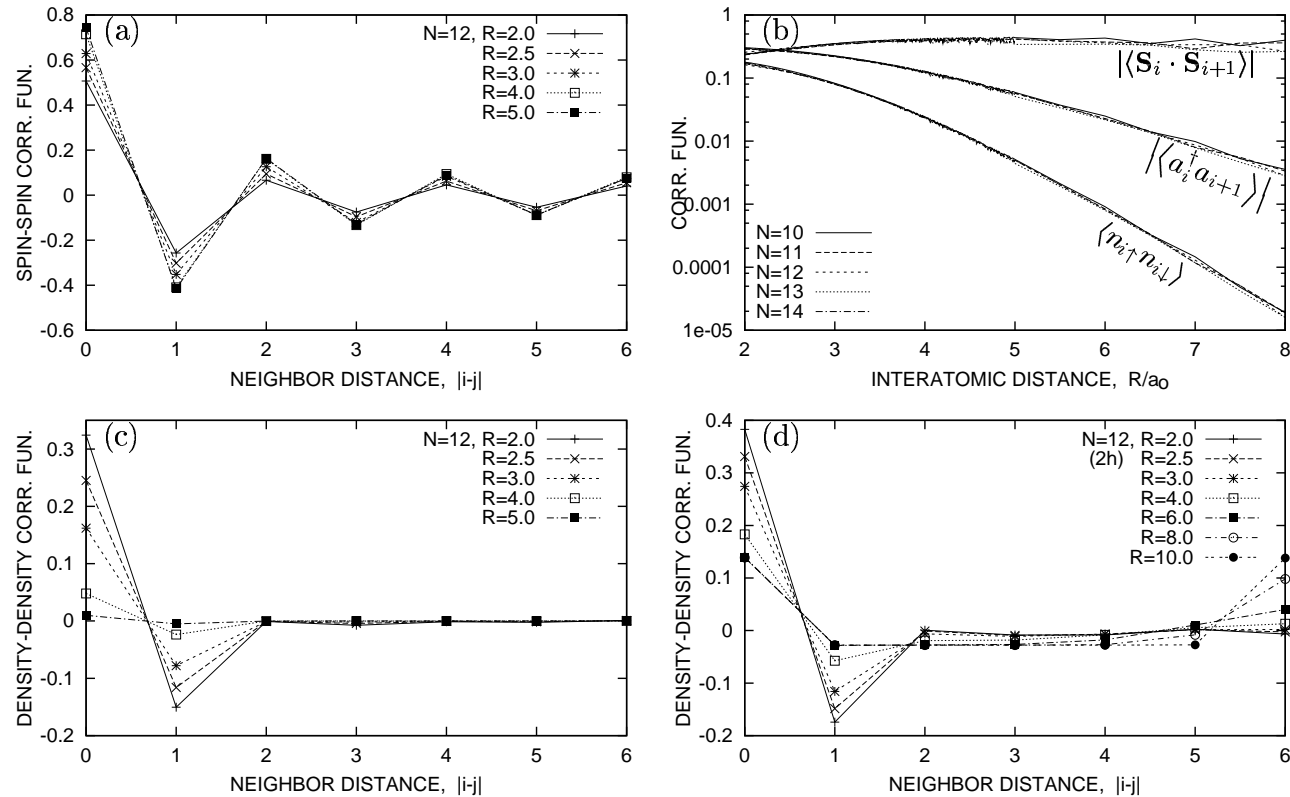 (a)
SPIN-SPIN CORR. FUN.
0.8
0.6
0.4
0.2
0
-0.2
-0.4
-0.6
N=12, R=2.0
R=2.5
R=3.0
R=4.0
R=5.0
0 1 2 3 4 5 6
NEIGHBOR DISTANCE, |i-j|
(b)
CORR. FUN.
1
0.1
0.01
0.001
0.0001
1e-05
|⟨S_i · S_{i+1}⟩|
|⟨a_i^† a_{i+1}⟩|
⟨n_{i↑} n_{i↓}⟩
N=10
N=11
N=12
N=13
N=14
2 3 4 5 6 7 8
INTERATOMIC DISTANCE, R/a₀
(c)
DENSITY-DENSITY CORR. FUN.
0.3
0.2
0.1
0
-0.1
-0.2
N=12, R=2.0
R=2.5
R=3.0
R=4.0
R=5.0
0 1 2 3 4 5 6
NEIGHBOR DISTANCE, |i-j|
(d)
DENSITY-DENSITY CORR. FUN.
0.4
0.3
0.2
0.1
0
-0.1
-0.2
N=12, R=2.0
(2h) R=2.5
R=3.0
R=4.0
R=6.0
R=8.0
R=10.0
0 1 2 3 4 5 6
NEIGHBOR DISTANCE, |i-j|